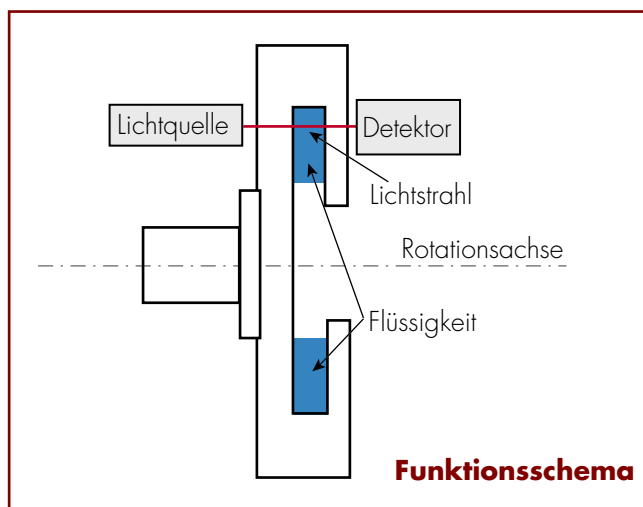 Lichtquelle
Detektor
Lichtstrahl
Rotationsachse
Flüssigkeit
Funktionsschema